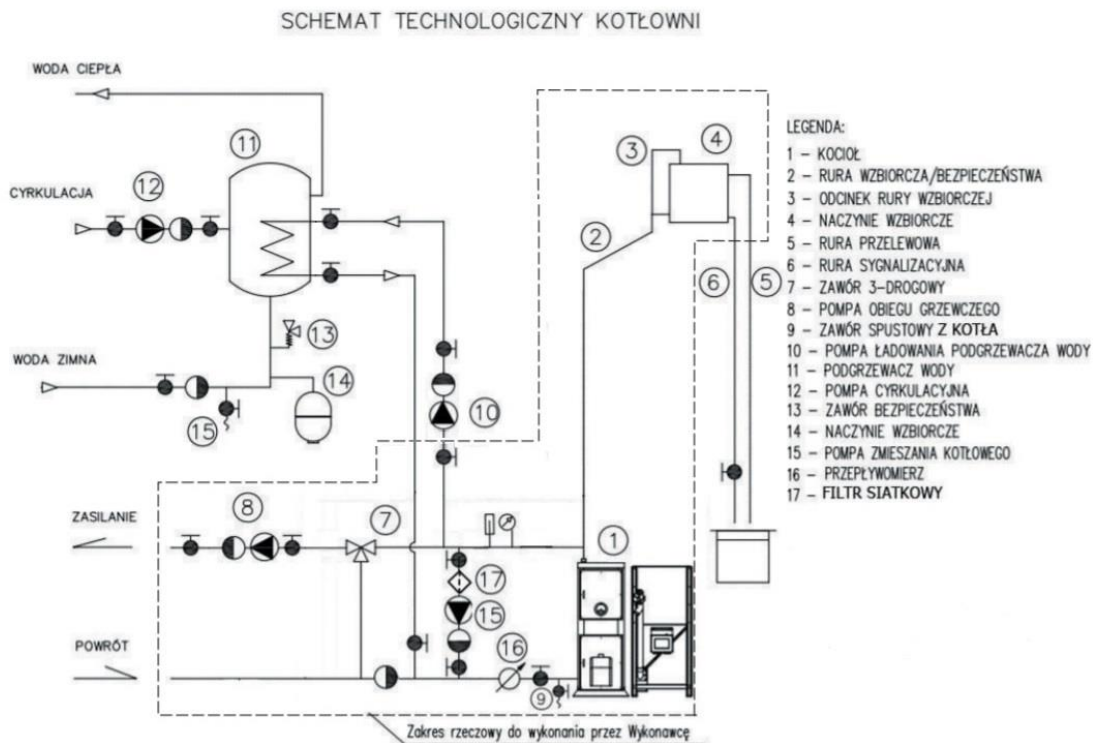 SCHEMAT TECHNOLOGICZNY KOTŁOWNI
WODA CIEPŁA
11
CYRKULACJA
12
WODA ZIMNA
13
14
15
10
3
4
2
6
5
ZASILANIE
8
7
17
15
1
POWRÓT
16
9
Zakres rzeczowy do wykonania przez Wykonawcę
LEGENDA:
1 – KOCIOŁ
2 – RURA WZBIORCZA/BEZPIECZEŃSTWA
3 – ODCINEK RURY WZBIORCZEJ
4 – NACZYNIE WZBIORCZE
5 – RURA PRZELEWOWA
6 – RURA SYGNALIZACYJNA
7 – ZAWÓR 3–DROGOWY
8 – POMPA OBIEGU GRZEWCZEGO
9 – ZAWÓR SPUSTOWY Z KOTŁA
10 – POMPA ŁADOWANIA PODGRZEWACZA WODY
11 – PODGRZEWACZ WODY
12 – POMPA CYRKULACYJNA
13 – ZAWÓR BEZPIECZEŃSTWA
14 – NACZYNIE WZBIORCZE
15 – POMPA ZMIESZANIA KOTŁOWEGO
16 – PRZEPŁYWOMIERZ
17 – FILTR SIATKOWY